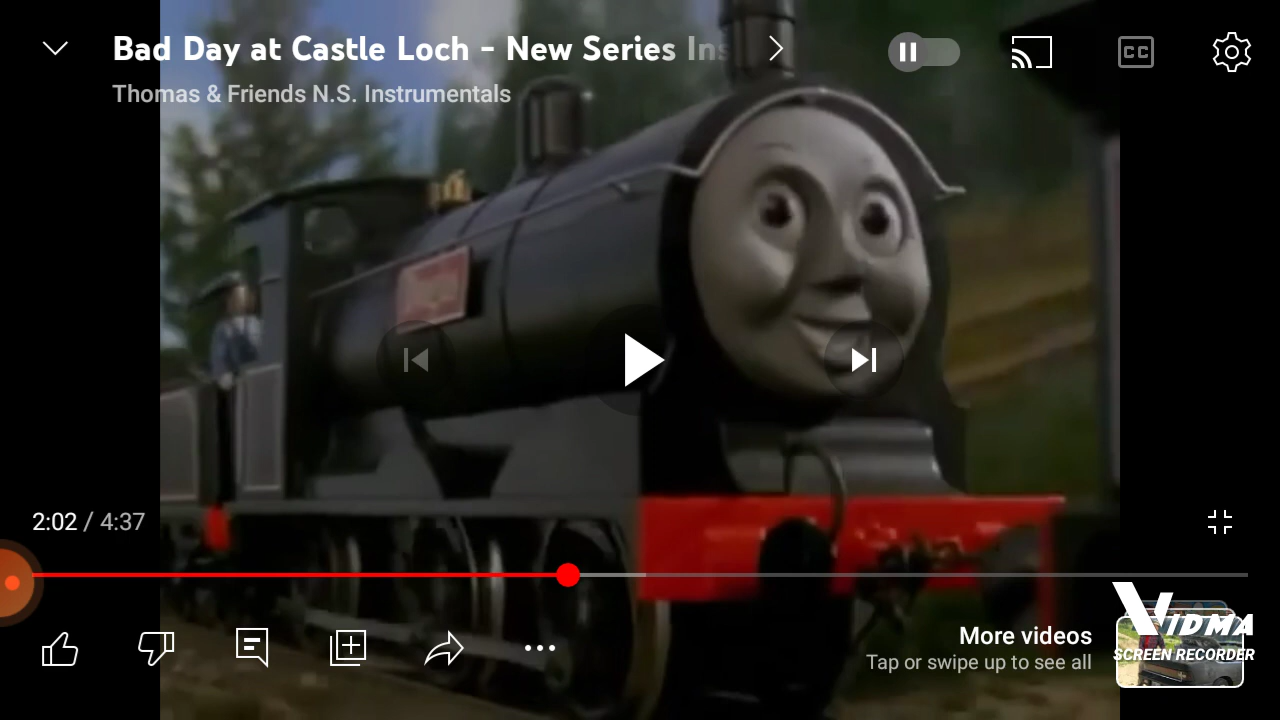 Bad Day at Castle Loch - New Series Ins
Thomas & Friends N.S. Instrumentals
CC
2:02 / 4:37
More videos
Tap or swipe up to see all
VIDMA
SCREEN RECORDER